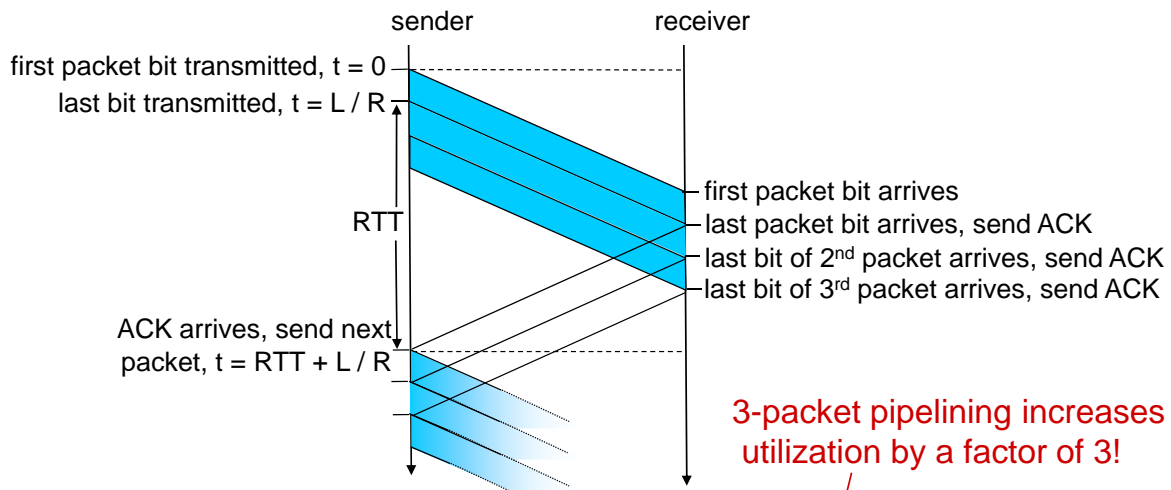 sender
receiver
first packet bit transmitted, t = 0
last bit transmitted, t = L / R
RTT
first packet bit arrives
last packet bit arrives, send ACK
last bit of 2nd packet arrives, send ACK
last bit of 3rd packet arrives, send ACK
ACK arrives, send next
packet, t = RTT + L / R
3-packet pipelining increases
utilization by a factor of 3!